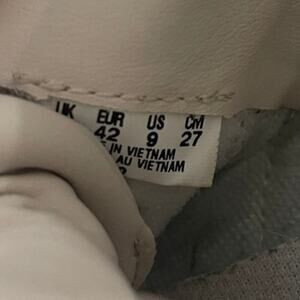 UK EUR US CM
42 9 27
IN VIETNAM
AU VIETNAM